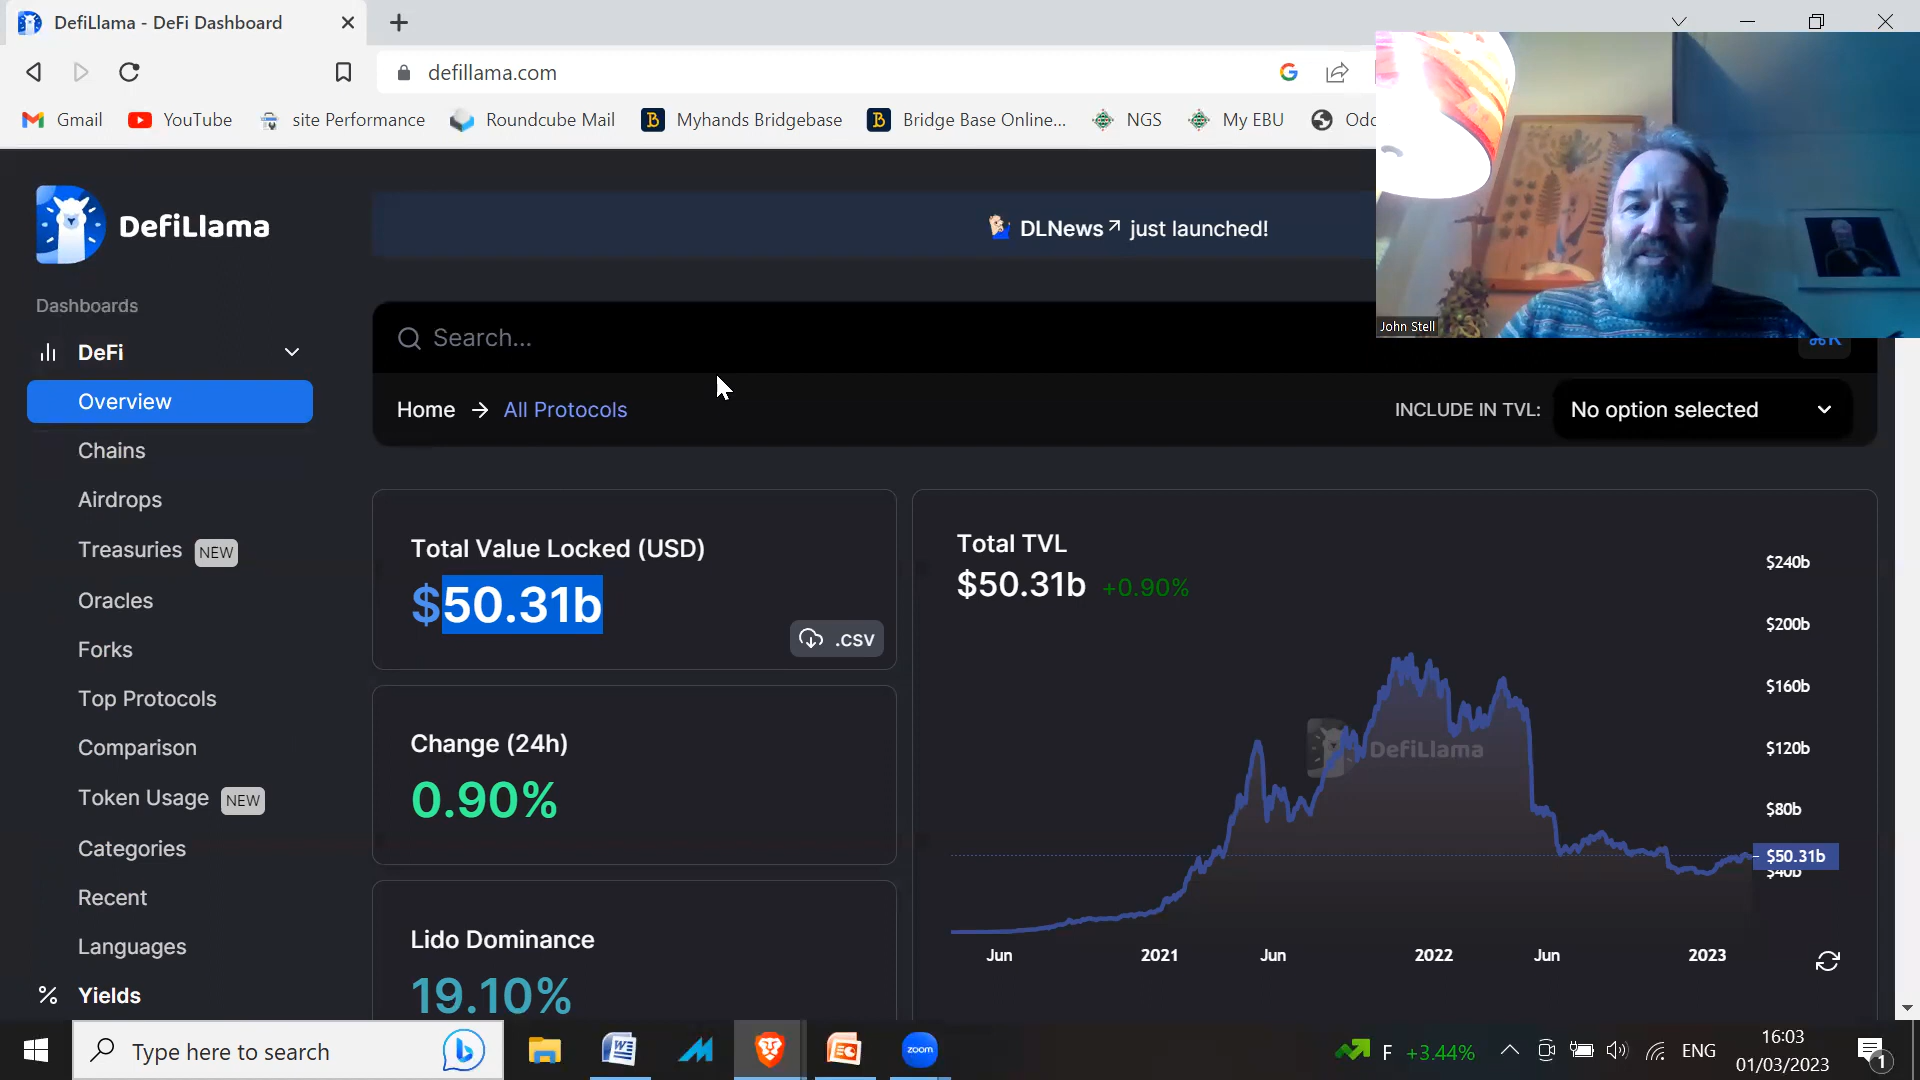 DefiLlama - DeFi Dashboard
defillama.com
Gmail
YouTube
site Performance
Roundcube Mail
Myhands Bridgebase
Bridge Base Online...
NGS
My EBU
DefiLlama
DLNews just launched!
John Stell
Dashboards
DeFi
Search...
⌘K
Overview
Home → All Protocols
INCLUDE IN TVL: No option selected
Chains
Airdrops
Treasuries NEW
Oracles
Forks
Top Protocols
Comparison
Token Usage NEW
Categories
Recent
Languages
% Yields
Total Value Locked (USD)
$50.31b
.csv
Change (24h)
0.90%
Lido Dominance
19.10%
Total TVL
$50.31b +0.90%
$240b
$200b
$160b
DefiLlama
$120b
$80b
$50.31b
$40b
Jun 2021 Jun 2022 Jun 2023
Type here to search
zoom
F +3.44%
ENG
16:03
01/03/2023
1